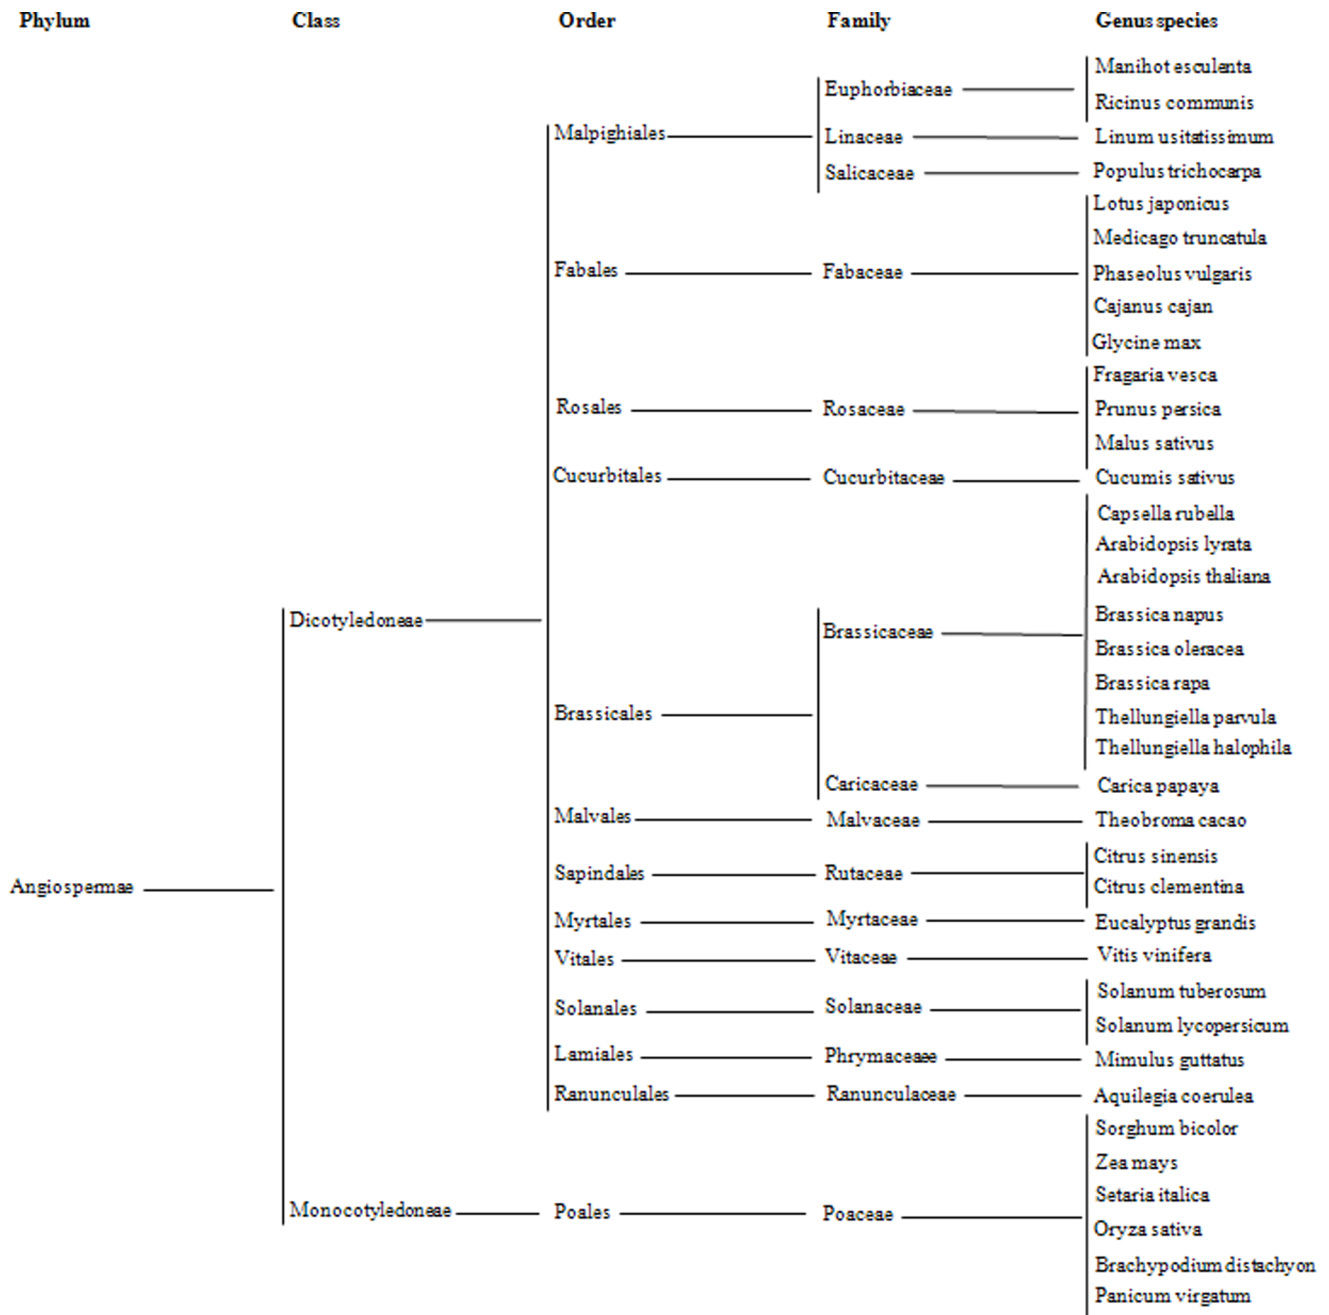 Phylum Class Order Family Genus species
Manihot esculenta
Euphorbiaceae
Ricinus communis
Malpighiales Linaceae Linum usitatissimum
Salicaceae Populus trichocarpa
Lotus japonicus
Medicago truncatula
Fabales Fabaceae Phaseolus vulgaris
Cajanus cajan
Glycine max
Fragaria vesca
Rosales Rosaceae Prunus persica
Malus sativus
Cucurbitales Cucurbitaceae Cucumis sativus
Capsella rubella
Arabidopsis lyrata
Arabidopsis thaliana
Brassica napus
Dicotyledoneae Brassicaceae
Brassica oleracea
Brassica rapa
Brassicales Thellungiella parvula
Thellungiella halophila
Caricaceae Carica papaya
Malvales Malvaceae Theobroma cacao
Citrus sinensis
Sapindales Rutaceae
Angiospermae Citrus clementina
Myrtales Myrtaceae Eucalyptus grandis
Vitales Vitaceae Vitis vinifera
Solanum tuberosum
Solanales Solanaceae
Solanum lycopersicum
Lamiales Phrymaceaee Mimulus guttatus
Ranunculales Ranunculaceae Aquilegia coerulea
Sorghum bicolor
Zea mays
Setaria italica
Monocotyledoneae Poales Poaceae
Oryza sativa
Brachypodium distachyon
Panicum virgatum